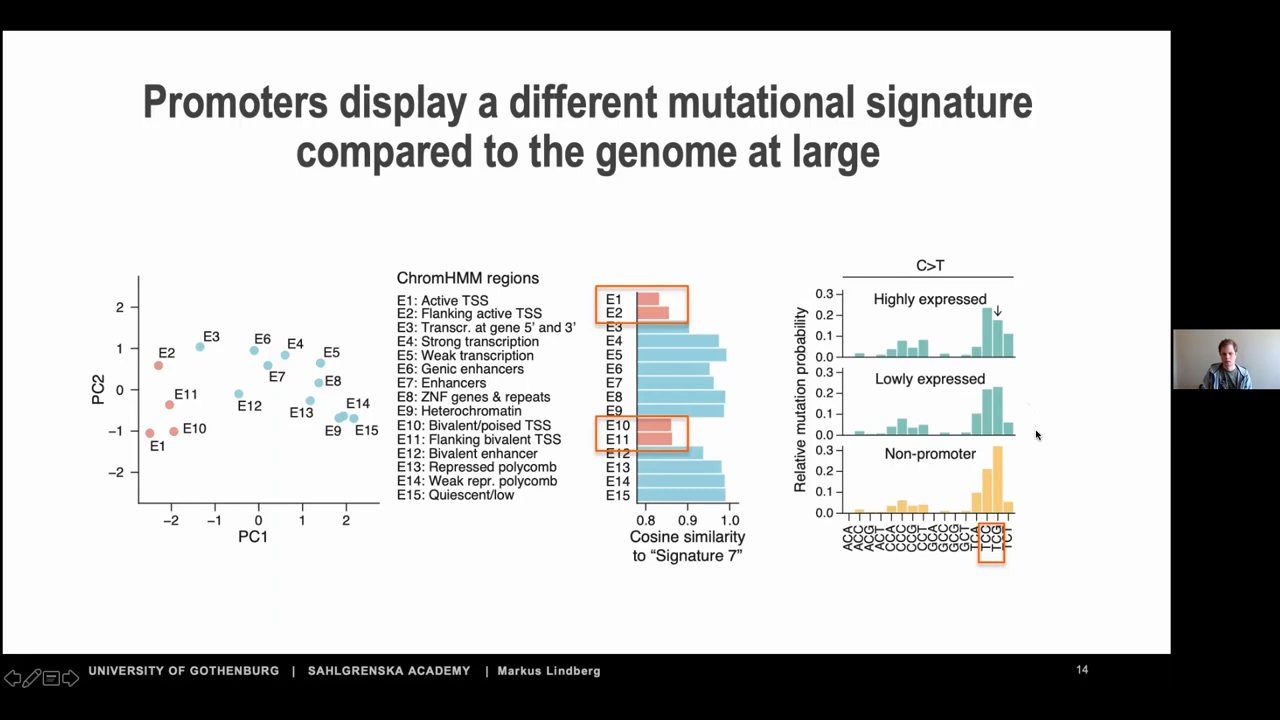 Promoters display a different mutational signature
compared to the genome at large
PC2
2
1
0
−1
−2
E3
E2
E6
E4
E5
E7
E11
E8
E12
E13
E14
E10
E9
E15
E1
−2
−1
0
1
2
PC1
ChromHMM regions
E1: Active TSS
E2: Flanking active TSS
E3: Transcr. at gene 5' and 3'
E4: Strong transcription
E5: Weak transcription
E6: Genic enhancers
E7: Enhancers
E8: ZNF genes & repeats
E9: Heterochromatin
E10: Bivalent/poised TSS
E11: Flanking bivalent TSS
E12: Bivalent enhancer
E13: Repressed polycomb
E14: Weak repr. polycomb
E15: Quiescent/low
E1
E2
E3
E4
E5
E6
E7
E8
E9
E10
E11
E12
E13
E14
E15
0.8
0.9
1.0
Cosine similarity
to “Signature 7”
C>T
Relative mutation probability
Highly expressed
0.3
0.2
0.1
0.0
Lowly expressed
0.3
0.2
0.1
0.0
Non-promoter
0.3
0.2
0.1
0.0
ACA
ACC
ACG
ACT
CCA
CCC
CCG
CCT
GCA
GCC
GCG
GCT
TCA
TCC
TCG
TCT
UNIVERSITY OF GOTHENBURG | SAHLGRENSKA ACADEMY | Markus Lindberg
14